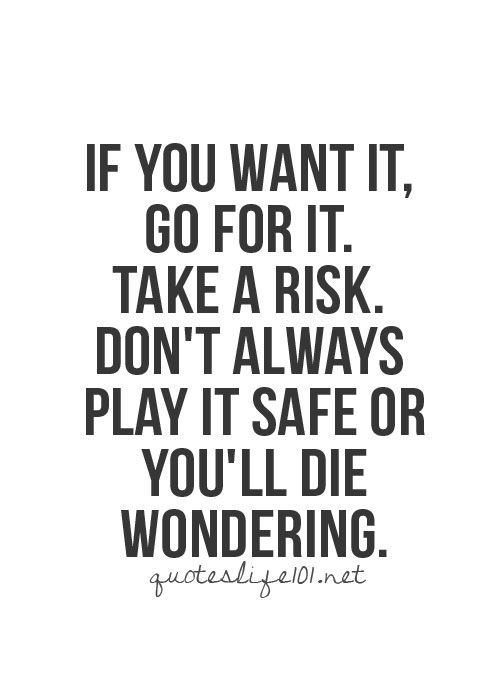 IF YOU WANT IT,
GO FOR IT.
TAKE A RISK.
DON'T ALWAYS
PLAY IT SAFE OR
YOU'LL DIE
WONDERING.
quoteslife101.net